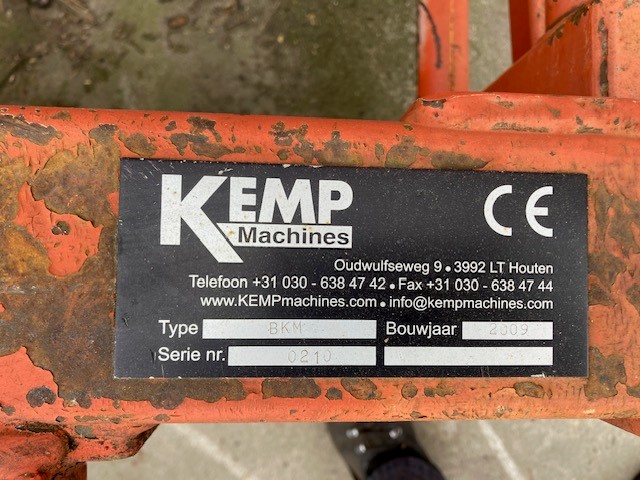 KEMP
Machines
CE
Oudwulfseweg 9 • 3992 LT Houten
Telefoon +31 030 - 638 47 42 • Fax +31 030 - 638 47 44
www.KEMPmachines.com • info@kempmachines.com
Type BKM Bouwjaar 2009
Serie nr. 0210